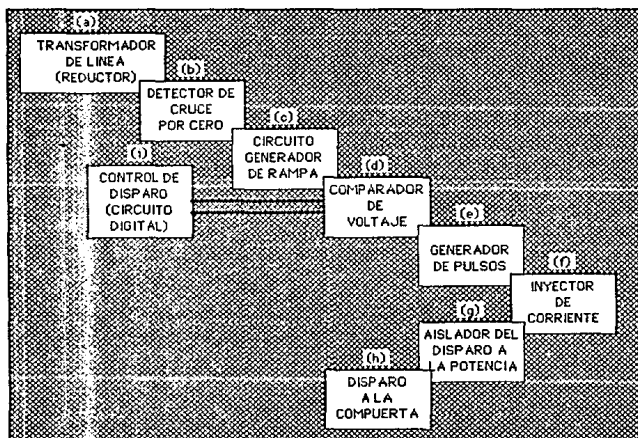 (a)
TRANSFORMADOR
DE LINEA
(REDUCTOR)
(b)
DETECTOR DE
CRUCE
POR CERO
(c)
CIRCUITO
GENERADOR
DE RAMPA
(i)
CONTROL DE
DISPARO
(CIRCUITO
DIGITAL)
(d)
COMPARADOR
DE
VOLTAJE
(e)
GENERADOR
DE PULSOS
(f)
INYECTOR
DE
CORRIENTE
(g)
AISLADOR DEL
DISPARO A
LA POTENCIA
(h)
DISPARO
A LA
COMPUERTA